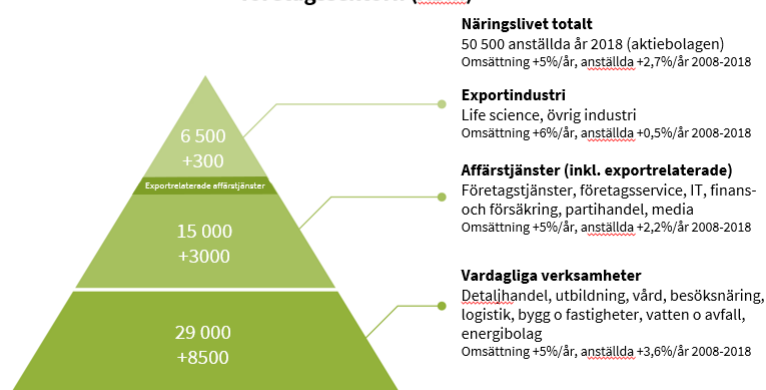 Näringslivet totalt
50 500 anställda år 2018 (aktiebolagen)
Omsättning +5%/år, anställda +2,7%/år 2008-2018
Exportindustri
Life science, övrig industri
Omsättning +6%/år, anställda +0,5%/år 2008-2018
6 500
+300
Exportrelaterade affärstjänster
Affärstjänster (inkl. exportrelaterade)
Företagstjänster, företagsservice, IT, finans-
och försäkring, partihandel, media
Omsättning +5%/år, anställda +2,2%/år 2008-2018
15 000
+3000
Vardagliga verksamheter
Detaljhandel, utbildning, vård, besöksnäring,
logistik, bygg o fastigheter, vatten o avfall,
energibolag
Omsättning +5%/år, anställda +3,6%/år 2008-2018
29 000
+8500